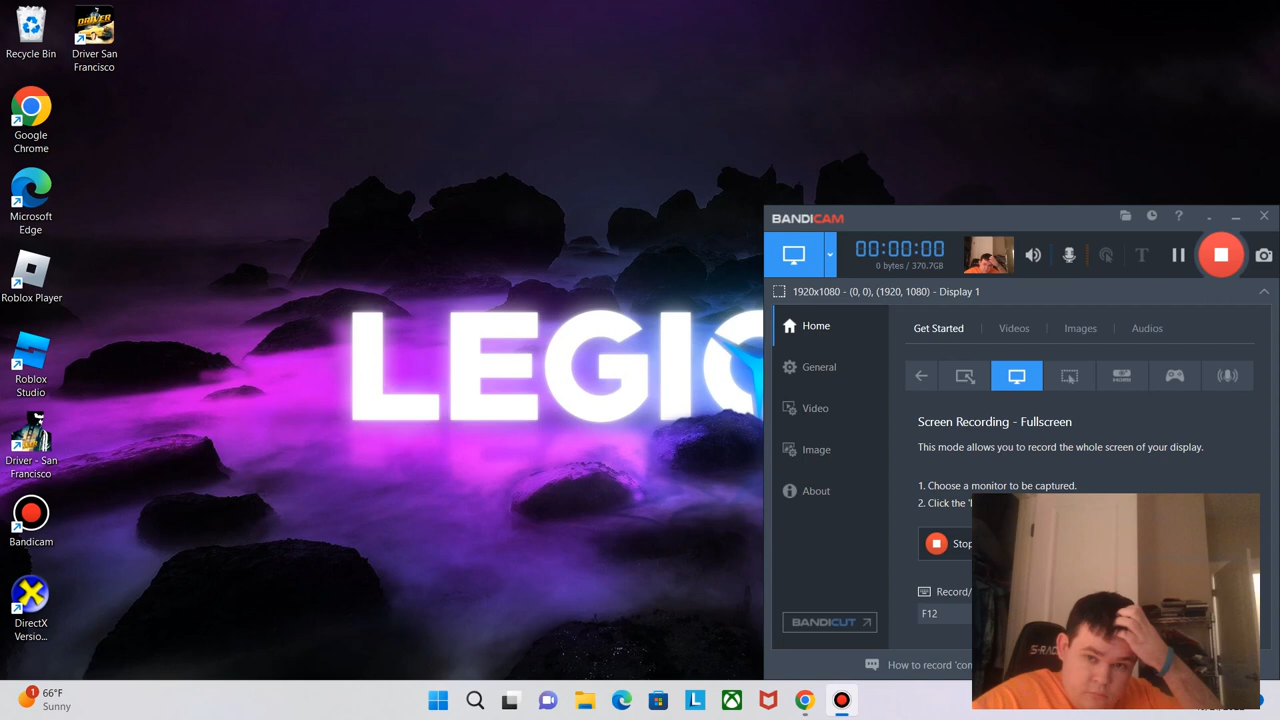 Recycle Bin
Driver San
Francisco
Google
Chrome
Microsoft
Edge
Roblox Player
Roblox
Studio
Driver - San
Francisco
Bandicam
DirectX
Versio...
LEGIO
BANDICAM
00:00:00
0 bytes / 370.7GB
1920x1080 - (0, 0), (1920, 1080) - Display 1
Home
General
Video
Image
About
BANDICUT
Get Started
Videos
Images
Audios
HDMI
Screen Recording - Fullscreen
This mode allows you to record the whole screen of your display.
1. Choose a monitor to be captured.
2. Click the
Stop
Record/
F12
How to record
S-RAC
1
66°F
Sunny